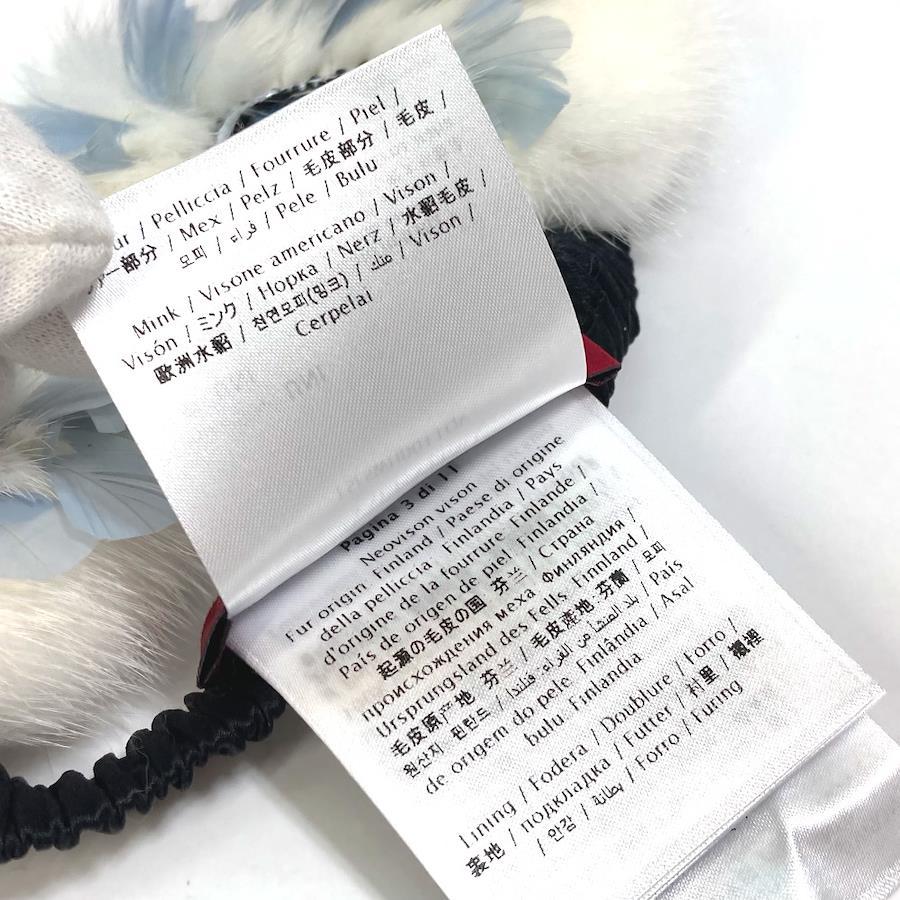 / Pelliccia / Fourrure / Piel /
部分 / Mex / Pelz / 毛皮部分 / 毛皮 /
모피 / فراء / Pele / Bulu
Mink / Visone americano / Vison /
Visón / ミンク / Норка / Nerz / 水貂毛皮 /
歐洲水貂 / 천연모피(밍크) / منك / Vison /
Cerpelai
Pagina 3 di 11
Neovison vison
Fur origin: Finland / Paese di origine
della pelliccia: Finlandia / Pays
d'origine de la fourrure: Finlande /
País de origen de piel: Finlandia /
起源の毛皮の国: 芬兰 / Страна
происхождения меха: Финляндия /
Ursprungsland des Fells: Finnland /
毛皮原产地: 芬兰 / 毛皮產地: 芬蘭 / 모피
원산지: 핀란드 / بلد المنشأ من الفراء: فنلندا / País
de origem do pele: Finlândia / Asal
bulu: Finlandia
Lining / Fodera / Doublure / Forro /
裏地 / подкладка / Futter / 衬里 / 襯裡
/ 안감 / بطانة / Forro / Furing